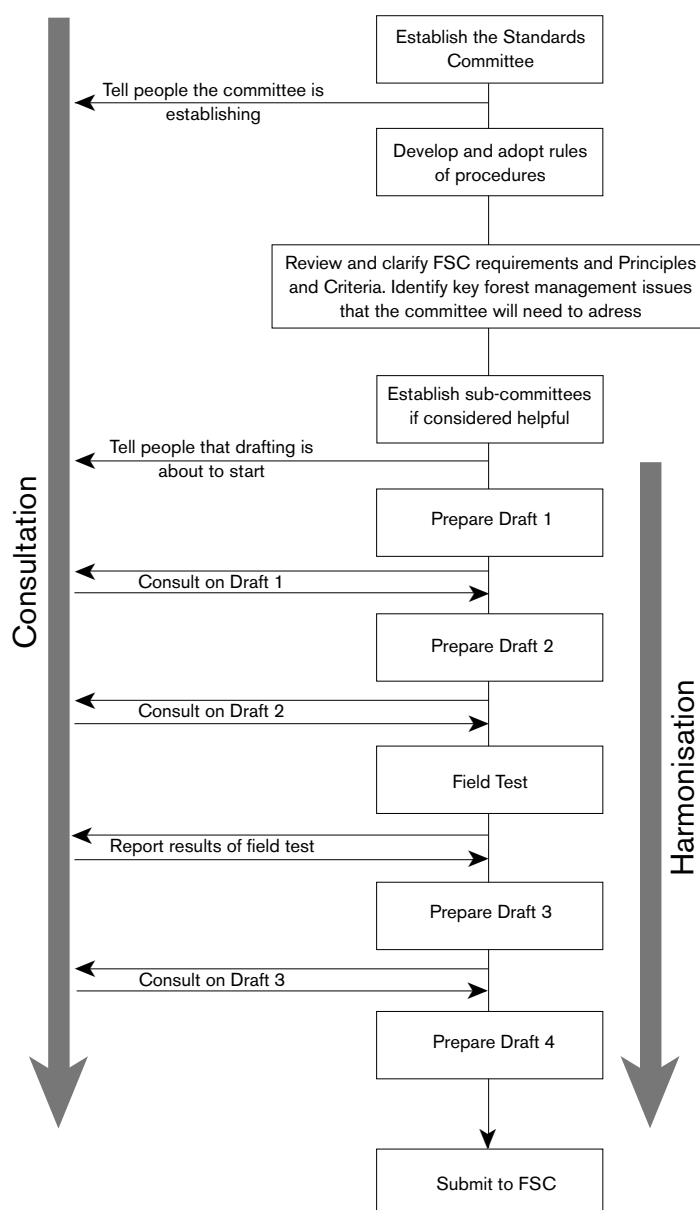 Establish the Standards
Committee
Tell people the committee is
establishing
Develop and adopt rules
of procedures
Review and clarify FSC requirements and Principles
and Criteria. Identify key forest management issues
that the committee will need to adress
Establish sub-committees
if considered helpful
Tell people that drafting is
about to start
Prepare Draft 1
Consult on Draft 1
Prepare Draft 2
Consult on Draft 2
Field Test
Report results of field test
Prepare Draft 3
Consult on Draft 3
Prepare Draft 4
Submit to FSC
Consultation
Harmonisation